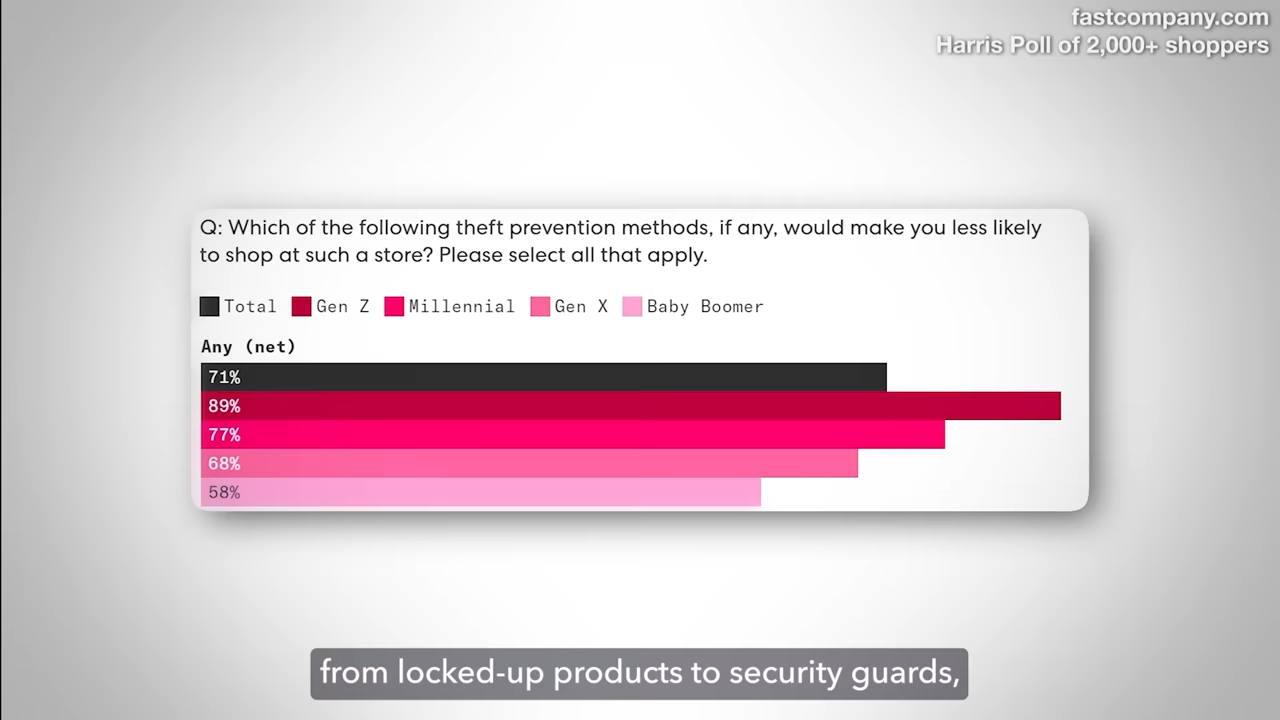 fastcompany.com
Harris Poll of 2,000+ shoppers
Q: Which of the following theft prevention methods, if any, would make you less likely
to shop at such a store? Please select all that apply.
Total Gen Z Millennial Gen X Baby Boomer
Any (net)
71%
89%
77%
68%
58%
from locked-up products to security guards,